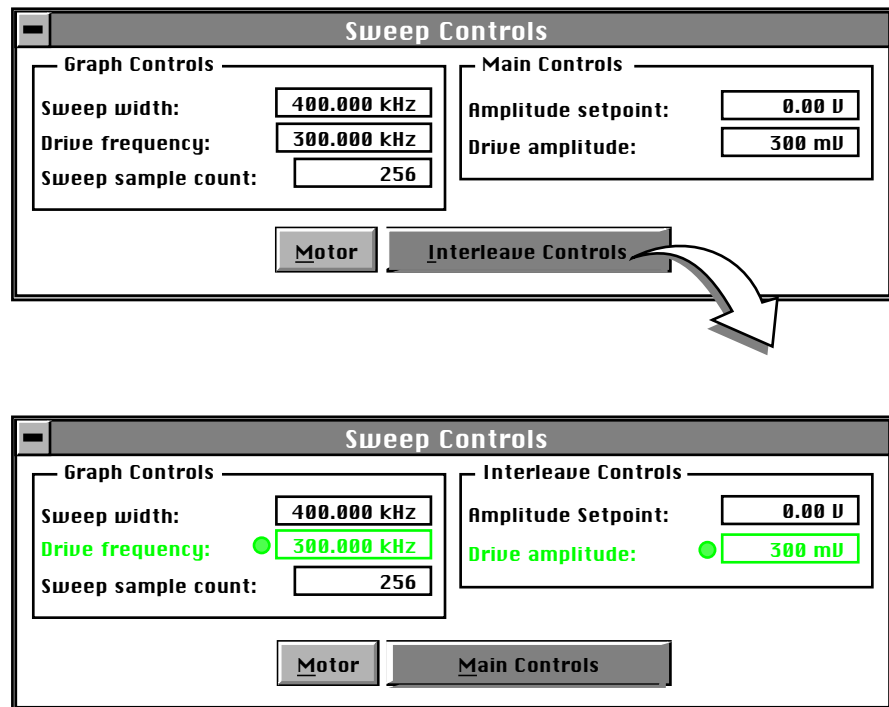 Sweep Controls
Graph Controls
Sweep width: 400.000 kHz
Drive frequency: 300.000 kHz
Sweep sample count: 256
Main Controls
Amplitude setpoint: 0.00 V
Drive amplitude: 300 mV
Motor
Interleave Controls
Sweep Controls
Graph Controls
Sweep width: 400.000 kHz
Drive frequency: 300.000 kHz
Sweep sample count: 256
Interleave Controls
Amplitude Setpoint: 0.00 V
Drive amplitude: 300 mV
Motor
Main Controls